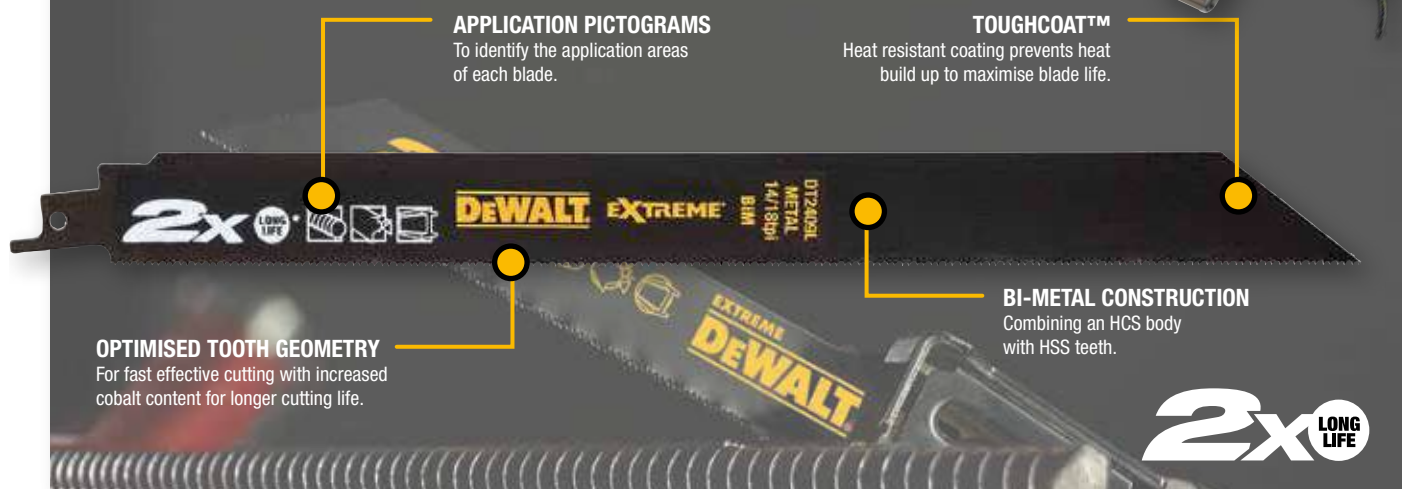 APPLICATION PICTOGRAMS
To identify the application areas
of each blade.
TOUGHCOAT™
Heat resistant coating prevents heat
build up to maximise blade life.
2x LONG LIFE*
DEWALT
EXTREME
DT2409L
METAL
14/18tpi
BIM
BI-METAL CONSTRUCTION
Combining an HCS body
with HSS teeth.
OPTIMISED TOOTH GEOMETRY
For fast effective cutting with increased
cobalt content for longer cutting life.
EXTREME
DEWALT
2x LONG
LIFE